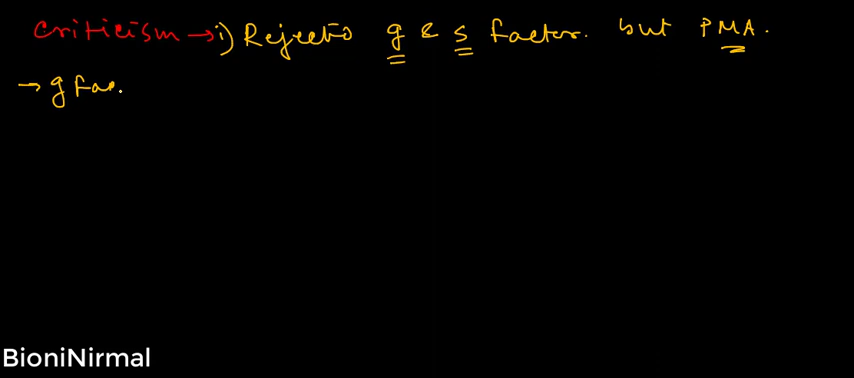 Criticism → i) Rejects g & s factor. but PMA.
→ g fac.
BioniNirmal